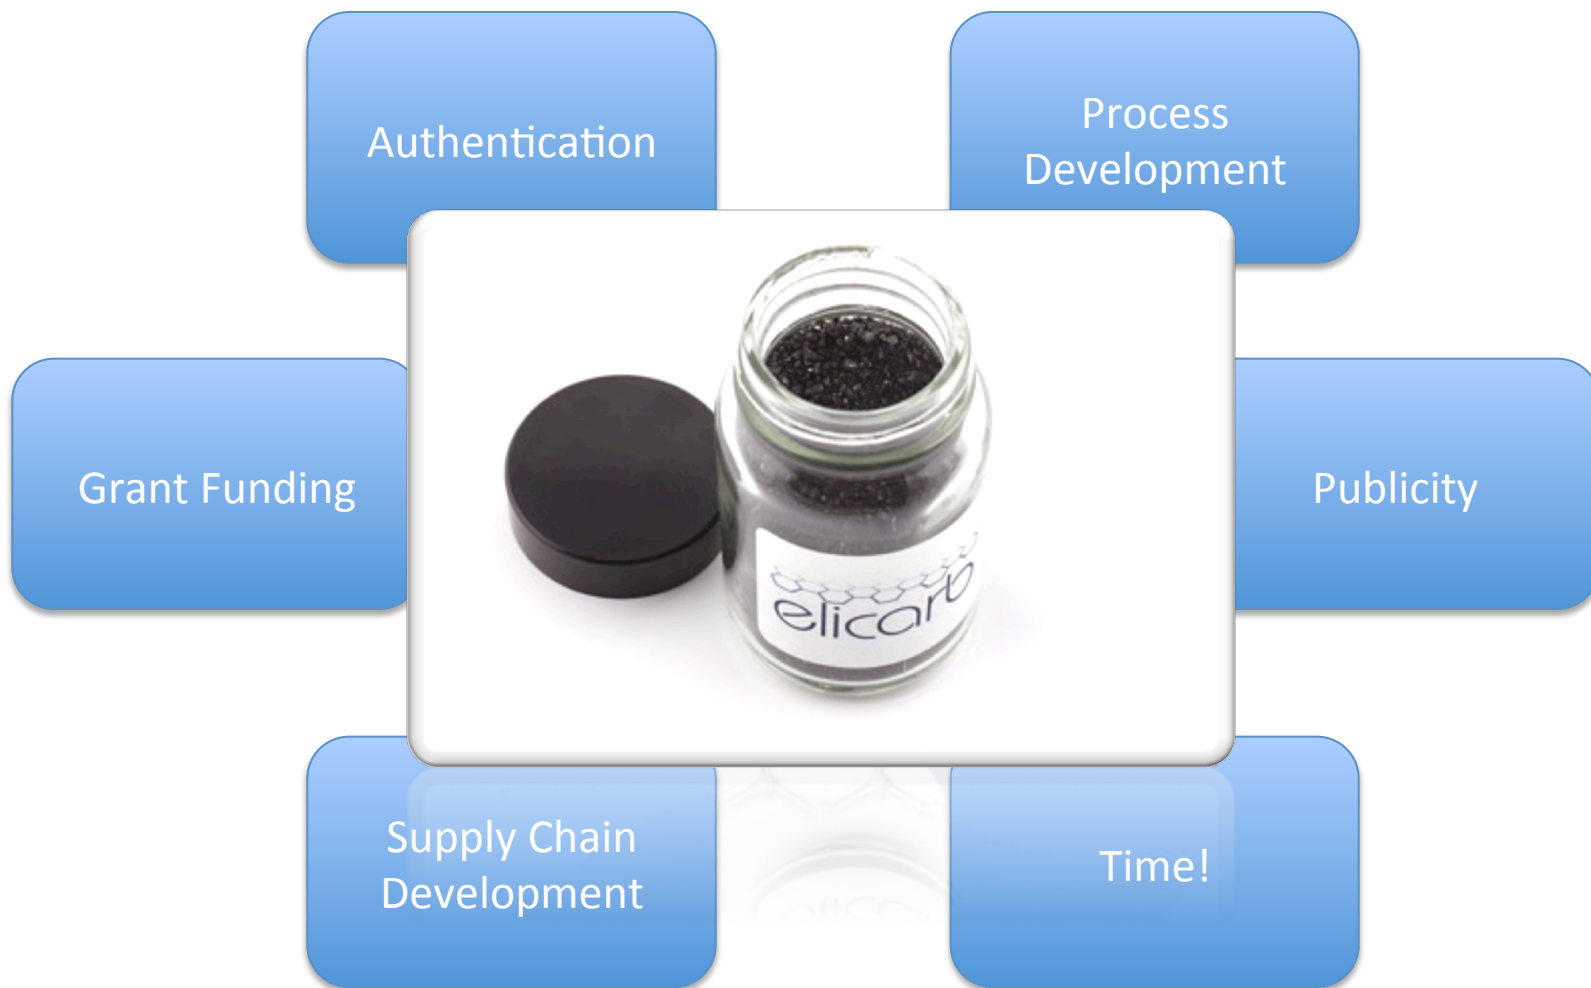 Authentication
Process
Development
Grant Funding
elicarb
Publicity
Supply Chain
Development
Time!